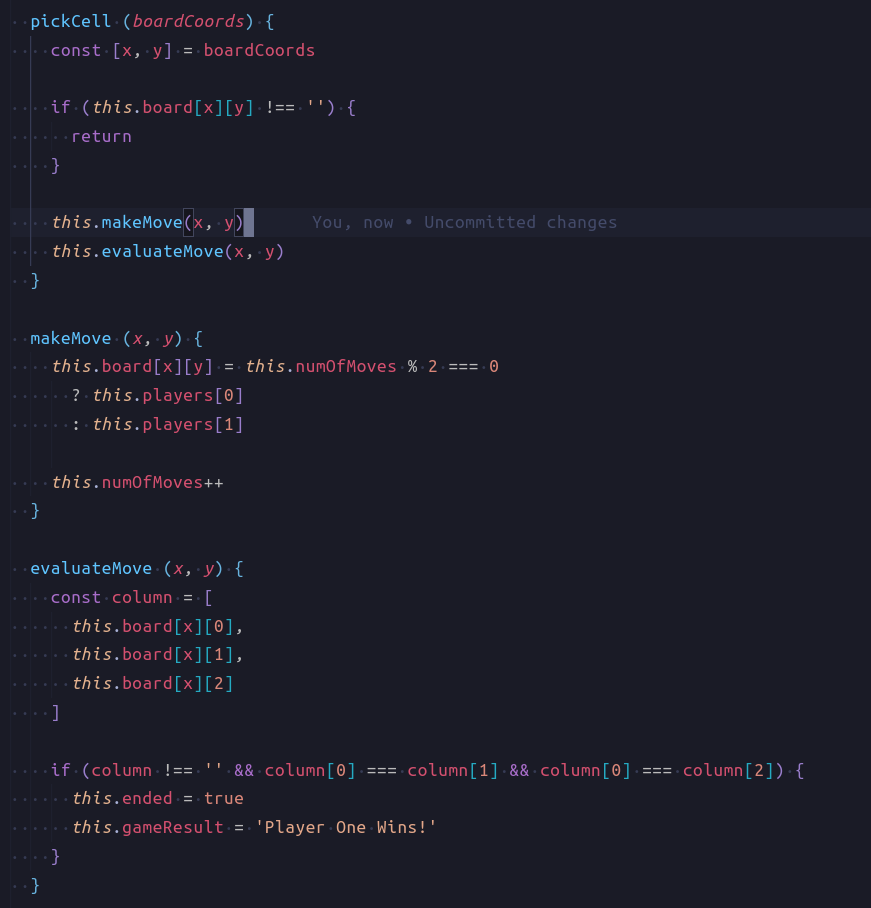 pickCell (boardCoords) {
const [x, y] = boardCoords
if (this.board[x][y] !== '') {
return
}
this.makeMove(x, y) You, now • Uncommitted changes
this.evaluateMove(x, y)
}
makeMove (x, y) {
this.board[x][y] = this.numOfMoves % 2 === 0
? this.players[0]
: this.players[1]
this.numOfMoves++
}
evaluateMove (x, y) {
const column = [
this.board[x][0],
this.board[x][1],
this.board[x][2]
]
if (column !== '' && column[0] === column[1] && column[0] === column[2]) {
this.ended = true
this.gameResult = 'Player One Wins!'
}
}